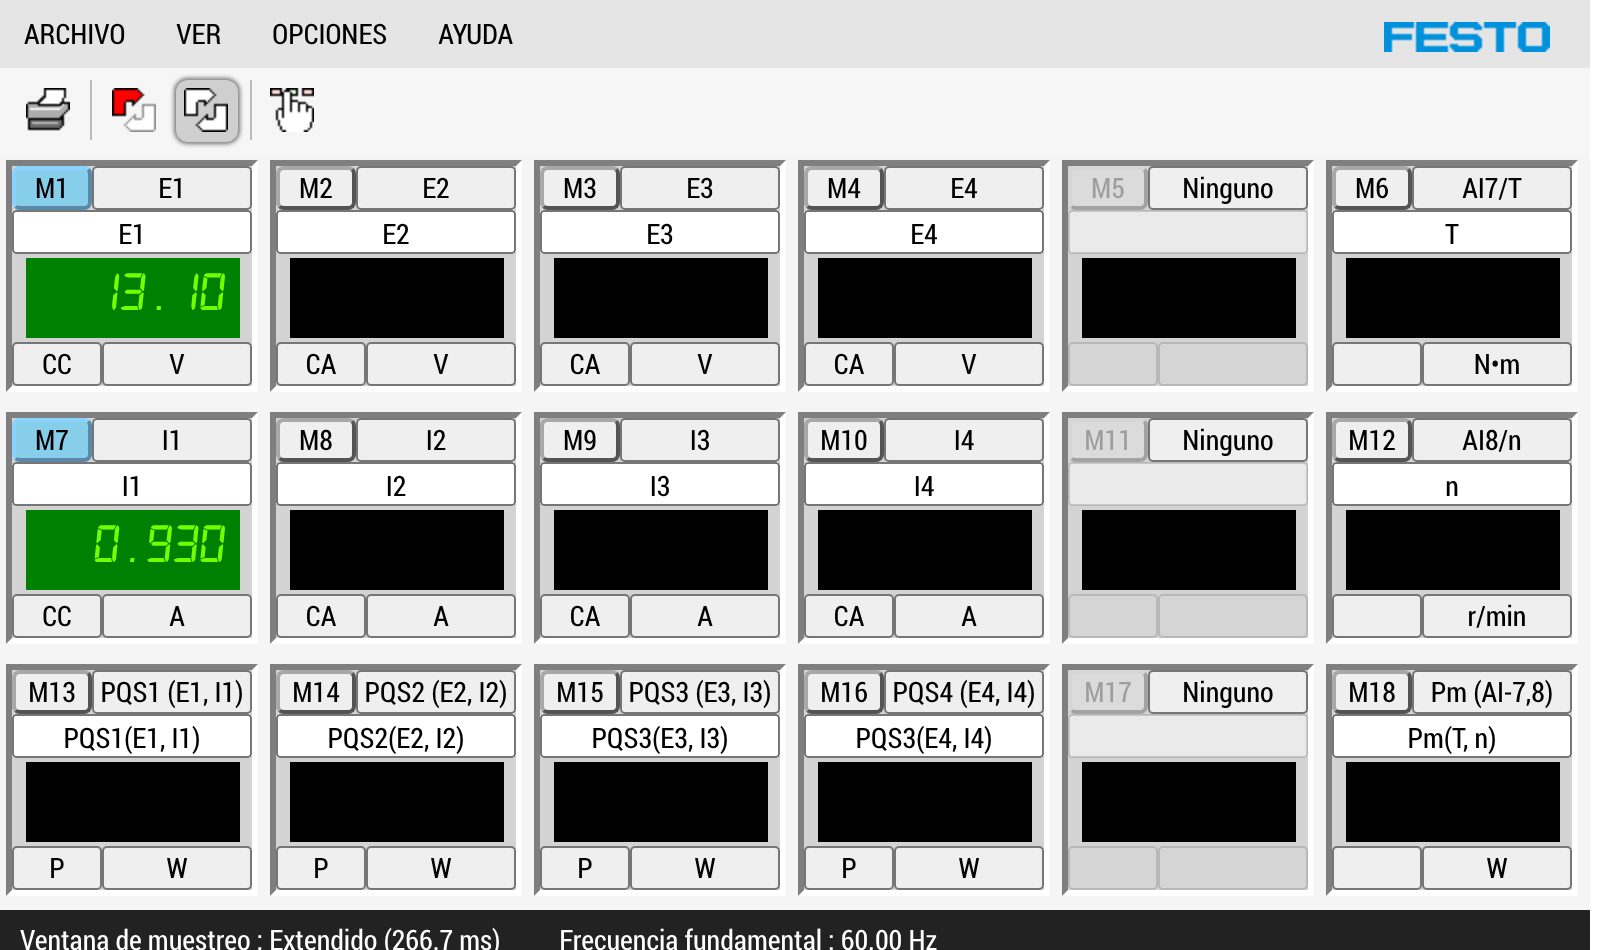 ARCHIVO VER OPCIONES AYUDA FESTO
M1 E1 M2 E2 M3 E3 M4 E4 M5 Ninguno M6 AI7/T
E1 E2 E3 E4 T
13.10
CC V CA V CA V CA V N•m
M7 I1 M8 I2 M9 I3 M10 I4 M11 Ninguno M12 AI8/n
I1 I2 I3 I4 n
0.930
CC A CA A CA A CA A r/min
M13 PQS1 (E1, I1) M14 PQS2 (E2, I2) M15 PQS3 (E3, I3) M16 PQS4 (E4, I4) M17 Ninguno M18 Pm (AI-7,8)
PQS1(E1, I1) PQS2(E2, I2) PQS3(E3, I3) PQS3(E4, I4) Pm(T, n)
P W P W P W P W W
Ventana de muestreo : Extendido (266.7 ms) Frecuencia fundamental : 60.00 Hz